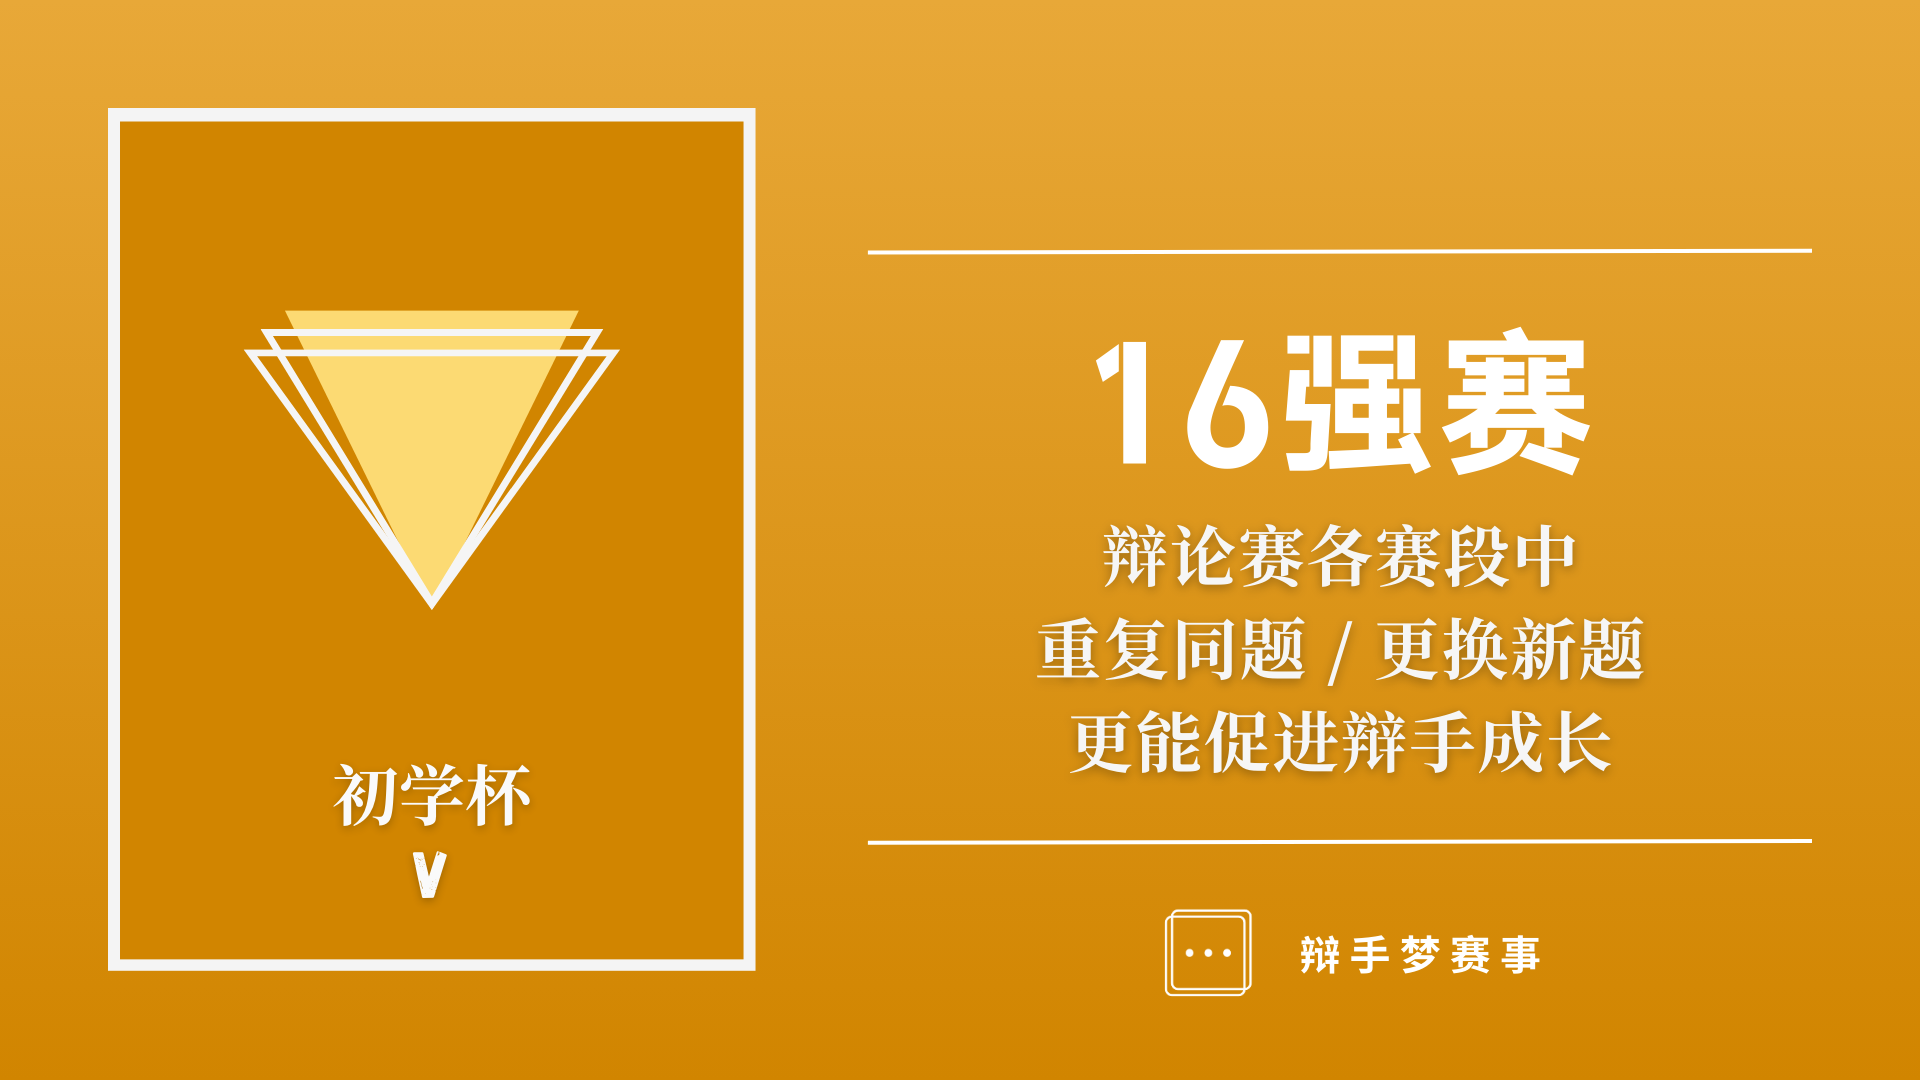 初学杯
V
16强赛
辩论赛各赛段中
重复同题 / 更换新题
更能促进辩手成长
辩手梦赛事